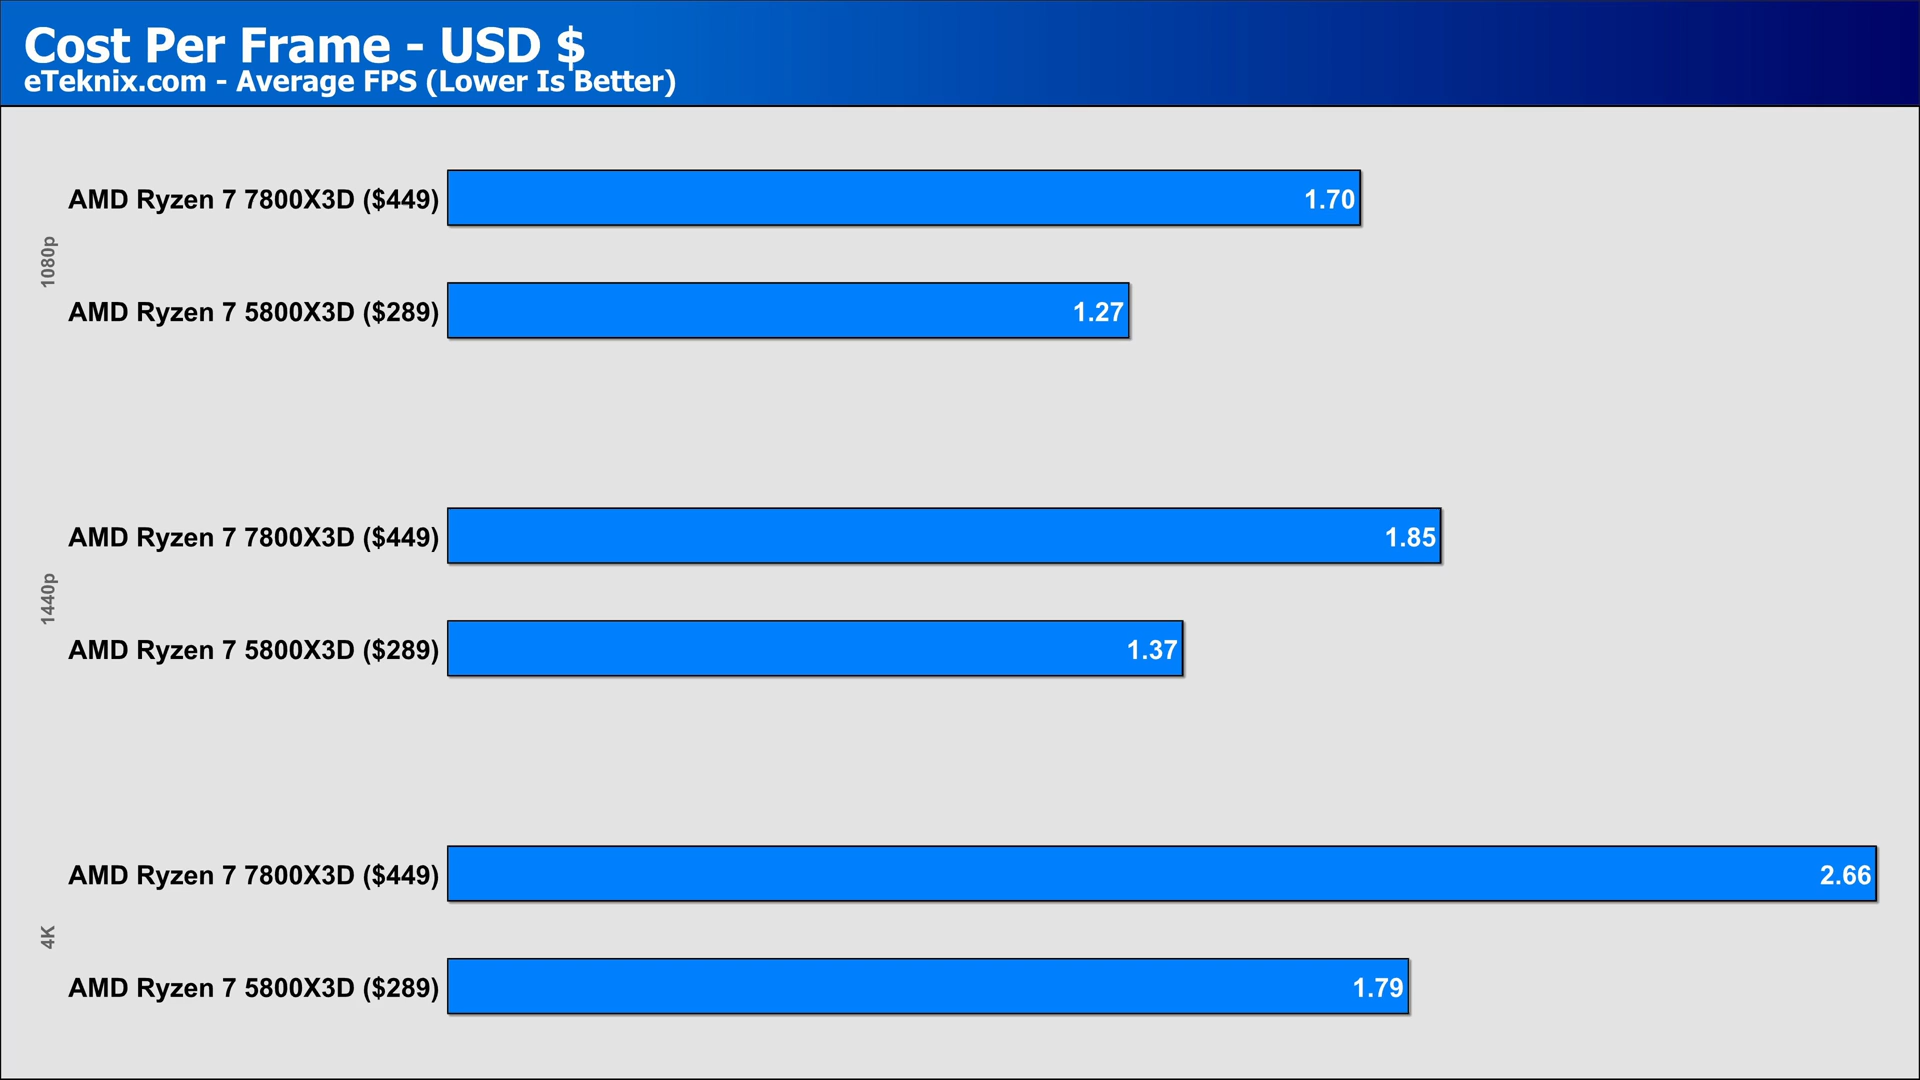 Cost Per Frame - USD $
eTeknix.com - Average FPS (Lower Is Better)
1080p
AMD Ryzen 7 7800X3D ($449) 1.70
AMD Ryzen 7 5800X3D ($289) 1.27
1440p
AMD Ryzen 7 7800X3D ($449) 1.85
AMD Ryzen 7 5800X3D ($289) 1.37
4K
AMD Ryzen 7 7800X3D ($449) 2.66
AMD Ryzen 7 5800X3D ($289) 1.79